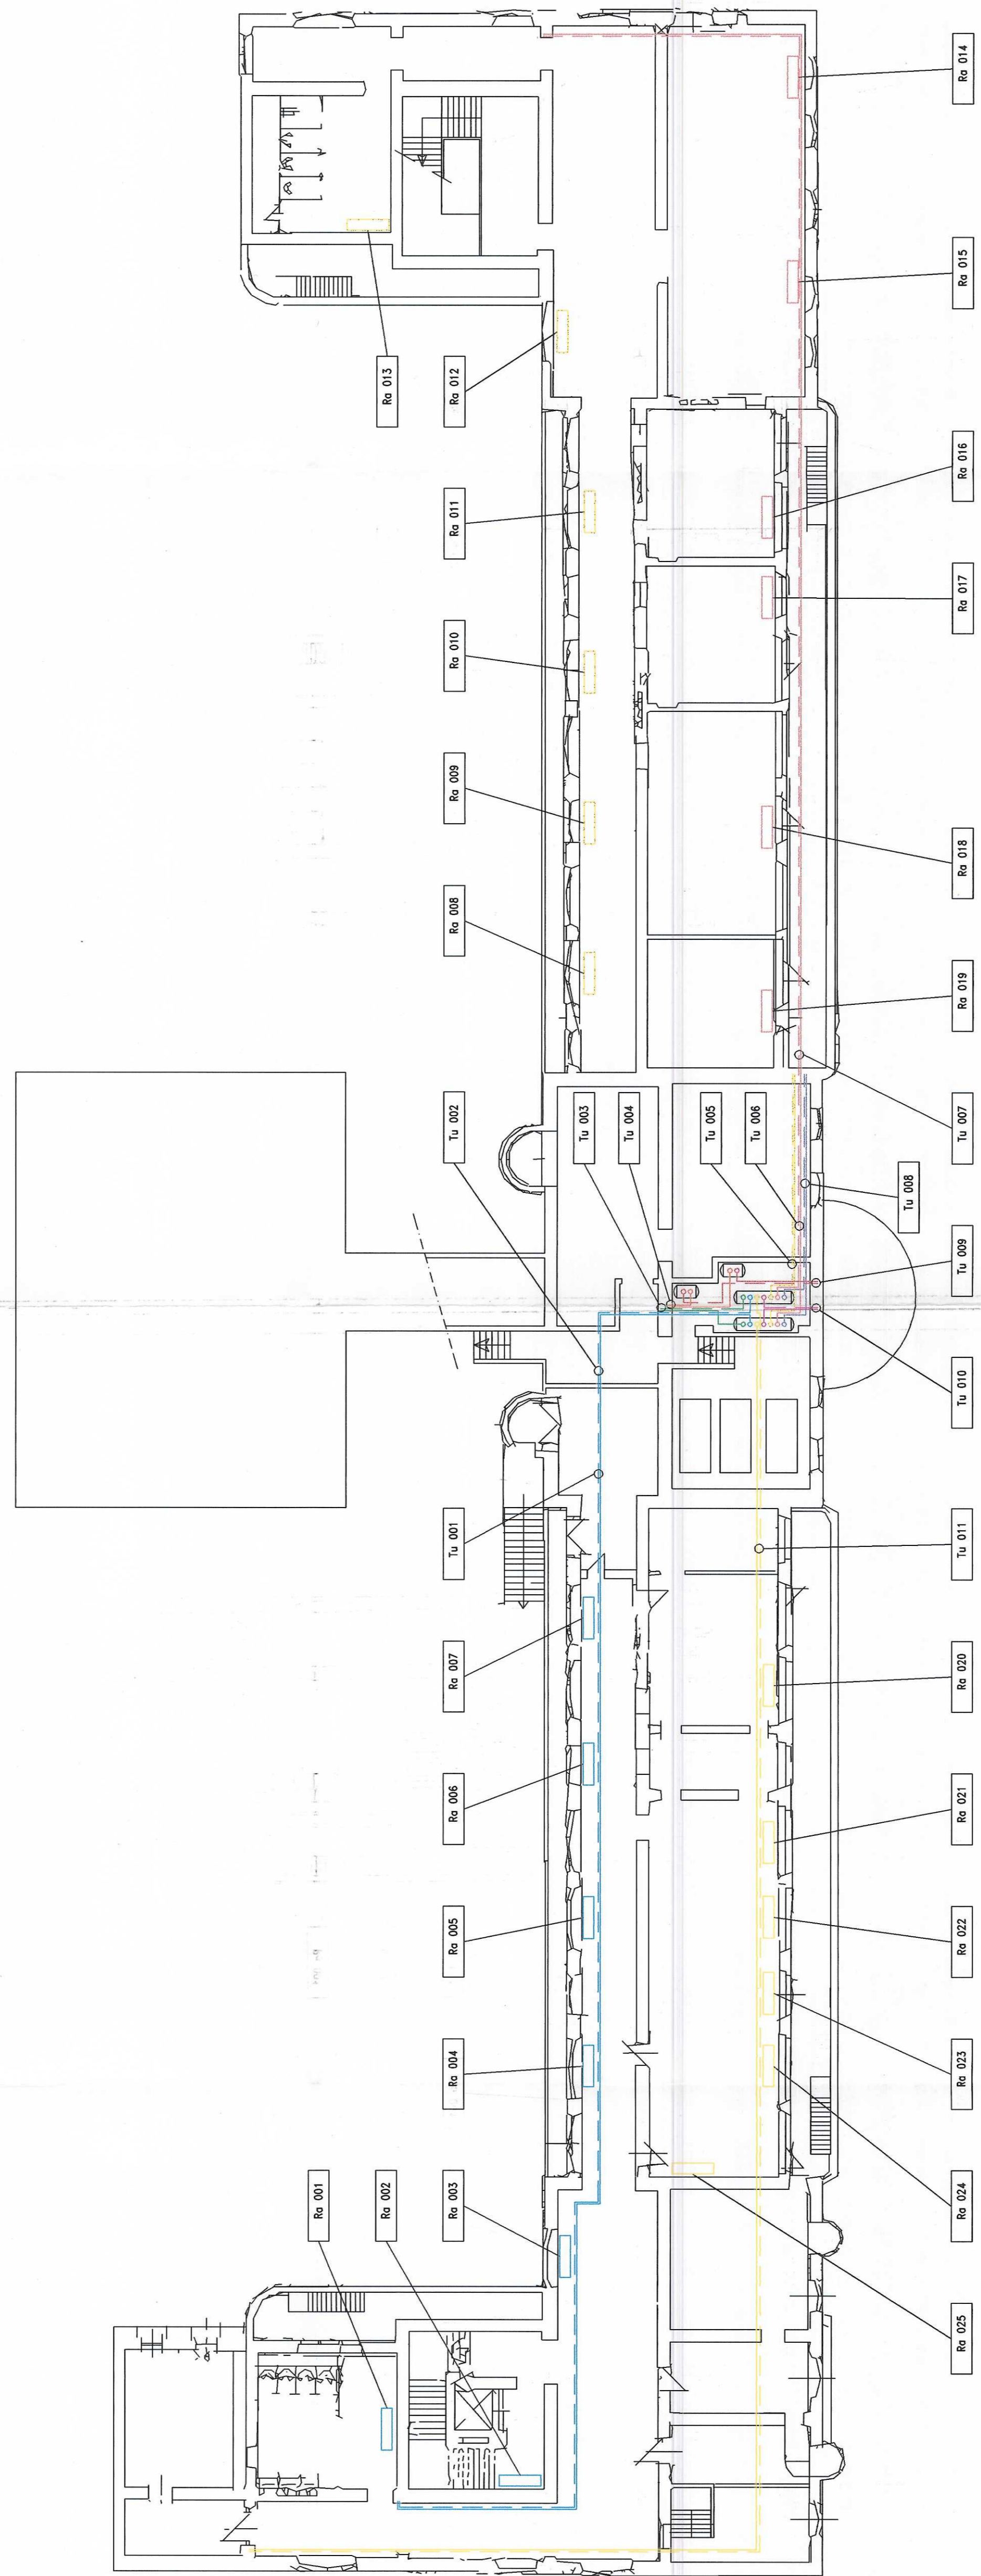 Ra 014
Ra 015
Ra 013
Ra 012
Ra 016
Ra 011
Ra 017
Ra 010
Ra 009
Ra 018
Ra 008
Ra 019
Tu 002
Tu 003
Tu 004
Tu 005
Tu 006
Tu 007
Tu 008
Tu 009
Tu 010
Tu 001
Tu 011
Ra 007
Ra 020
Ra 006
Ra 021
Ra 005
Ra 022
Ra 004
Ra 023
Ra 001
Ra 002
Ra 003
Ra 024
Ra 025